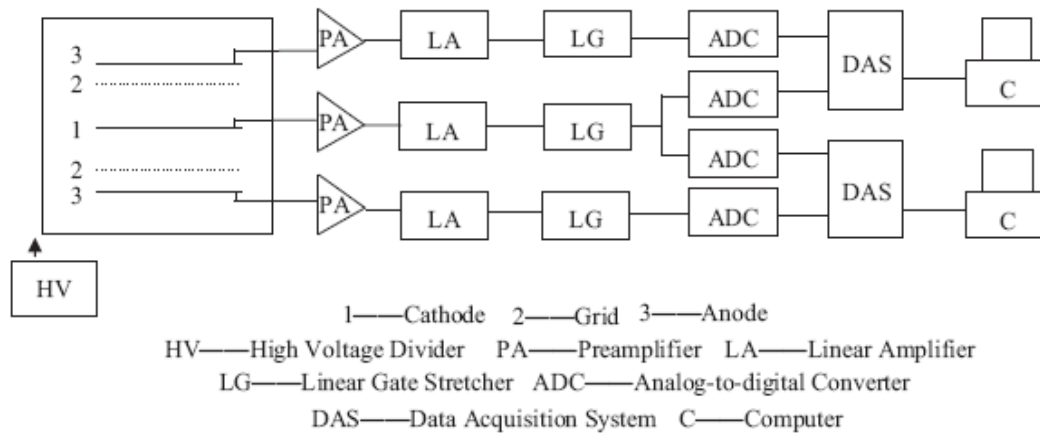 3 PA LA LG ADC
2 DAS
ADC C
1 PA LA LG
ADC
2
3 DAS
PA LA LG ADC C
HV
1——Cathode 2——Grid 3——Anode
HV——High Voltage Divider PA——Preamplifier LA——Linear Amplifier
LG——Linear Gate Stretcher ADC——Analog-to-digital Converter
DAS——Data Acquisition System C——Computer